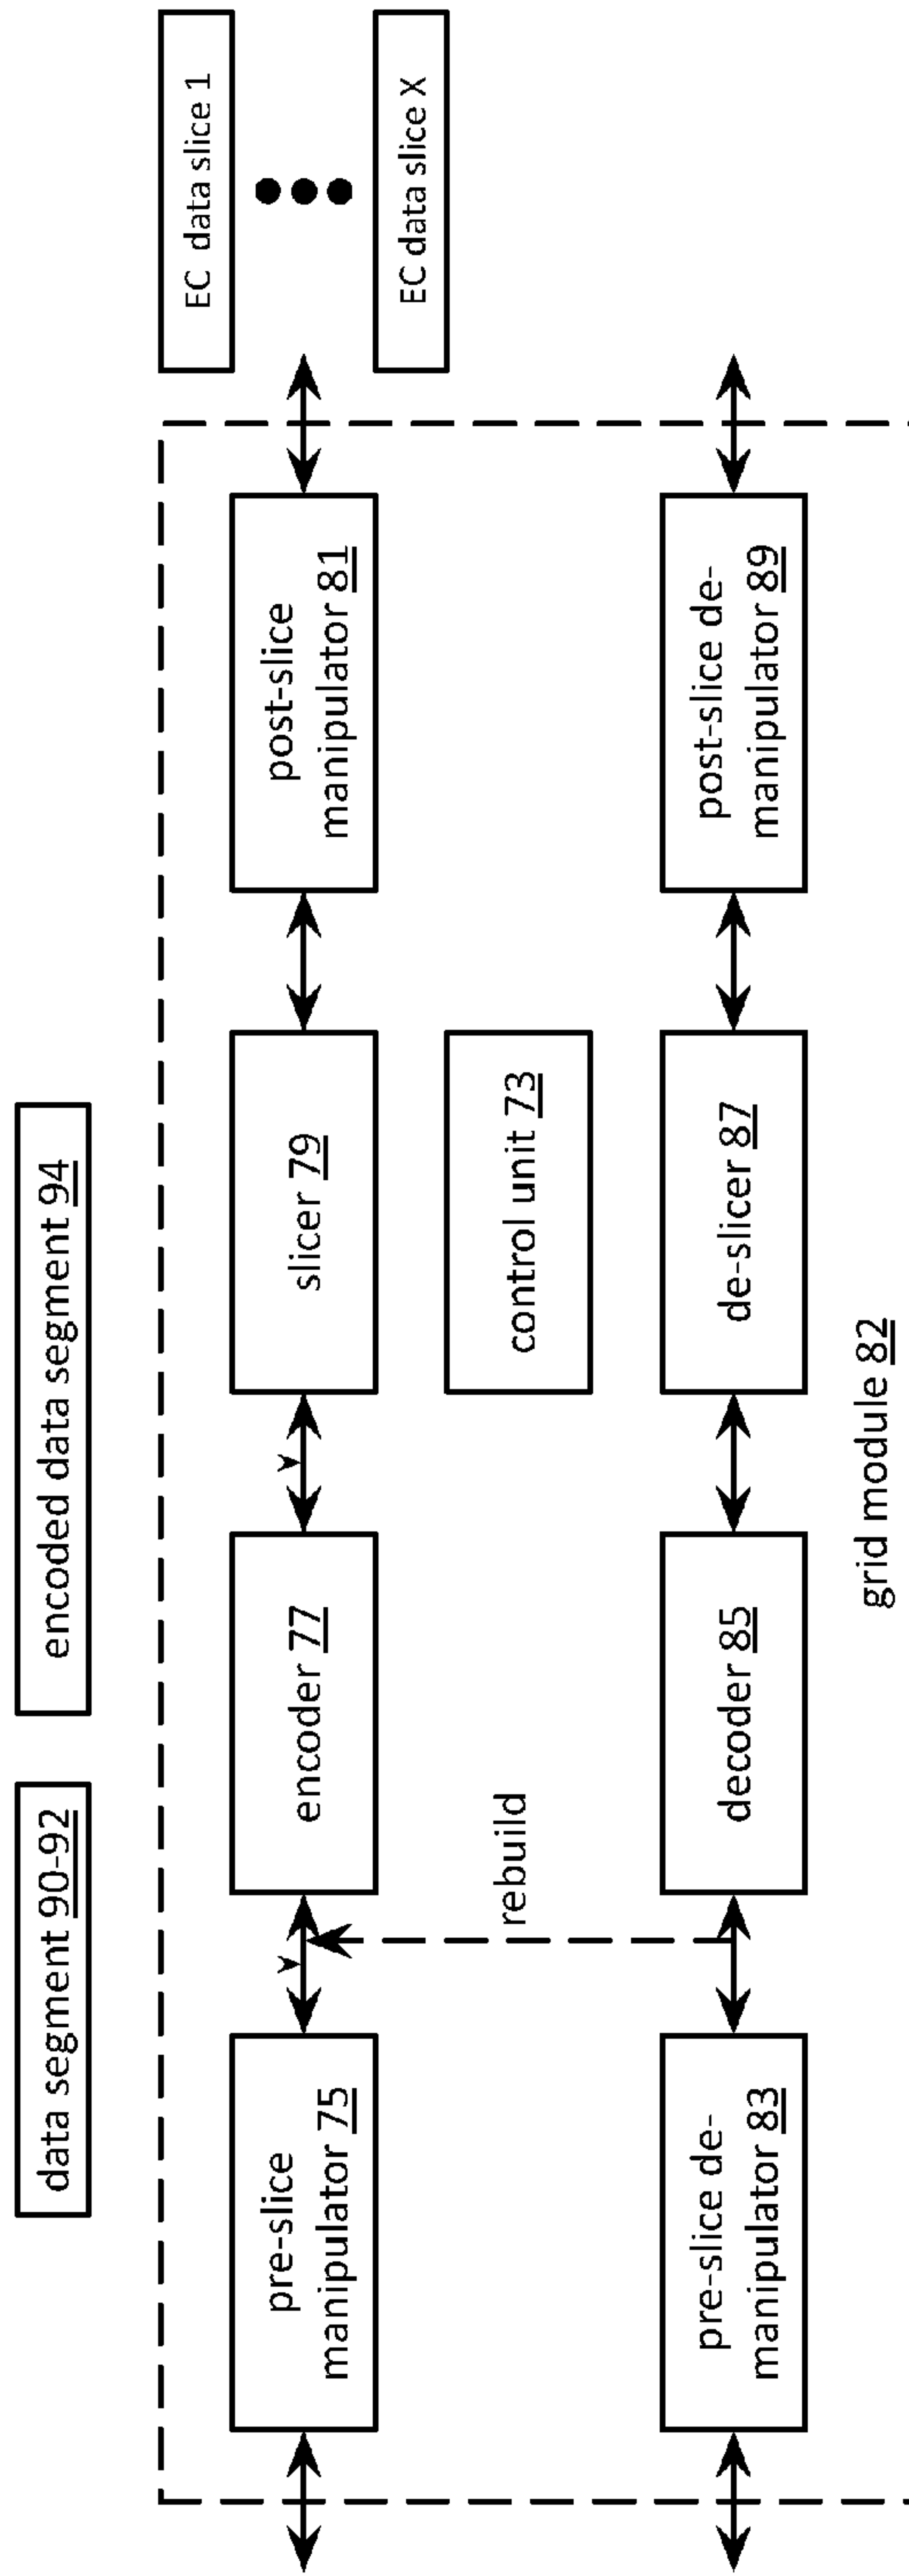 data segment 90-92
encoded data segment 94
EC data slice 1
EC data slice X
pre-slice
manipulator 75
encoder 77
slicer 79
post-slice
manipulator 81
rebuild
control unit 73
pre-slice de-
manipulator 83
decoder 85
de-slicer 87
post-slice de-
manipulator 89
grid module 82